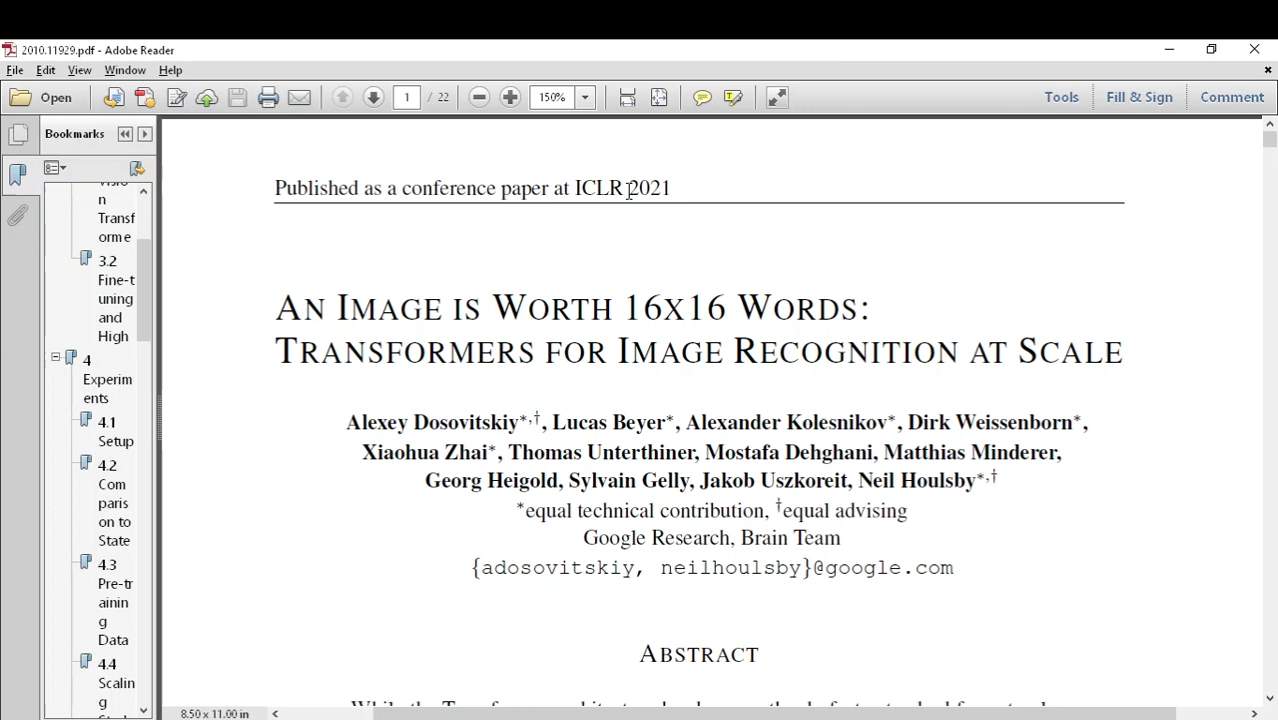 2010.11929.pdf - Adobe Reader
File Edit View Window Help
Open 1 / 22 150% Tools Fill & Sign Comment
Bookmarks
n
Transf
orme
3.2
Fine-t
uning
and
High
4
Experim
ents
4.1
Setup
4.2
Com
paris
on to
State
4.3
Pre-tr
ainin
g
Data
4.4
Scalin
g
Published as a conference paper at ICLR 2021
AN IMAGE IS WORTH 16X16 WORDS:
TRANSFORMERS FOR IMAGE RECOGNITION AT SCALE
Alexey Dosovitskiy*,†, Lucas Beyer*, Alexander Kolesnikov*, Dirk Weissenborn*,
Xiaohua Zhai*, Thomas Unterthiner, Mostafa Dehghani, Matthias Minderer,
Georg Heigold, Sylvain Gelly, Jakob Uszkoreit, Neil Houlsby*,†
*equal technical contribution, †equal advising
Google Research, Brain Team
{adosovitskiy, neilhoulsby}@google.com
ABSTRACT
8.50 x 11.00 in